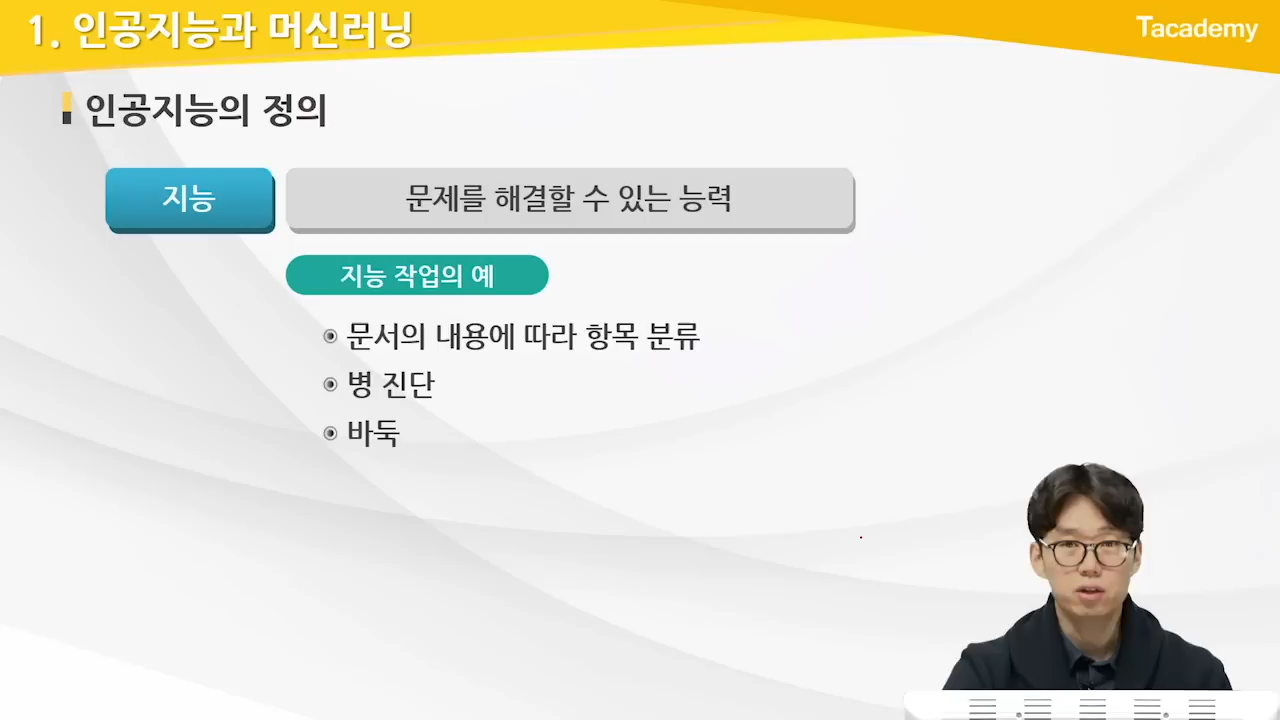 1. 인공지능과 머신러닝
Tacademy
인공지능의 정의
지능
문제를 해결할 수 있는 능력
지능 작업의 예
문서의 내용에 따라 항목 분류
병 진단
바둑